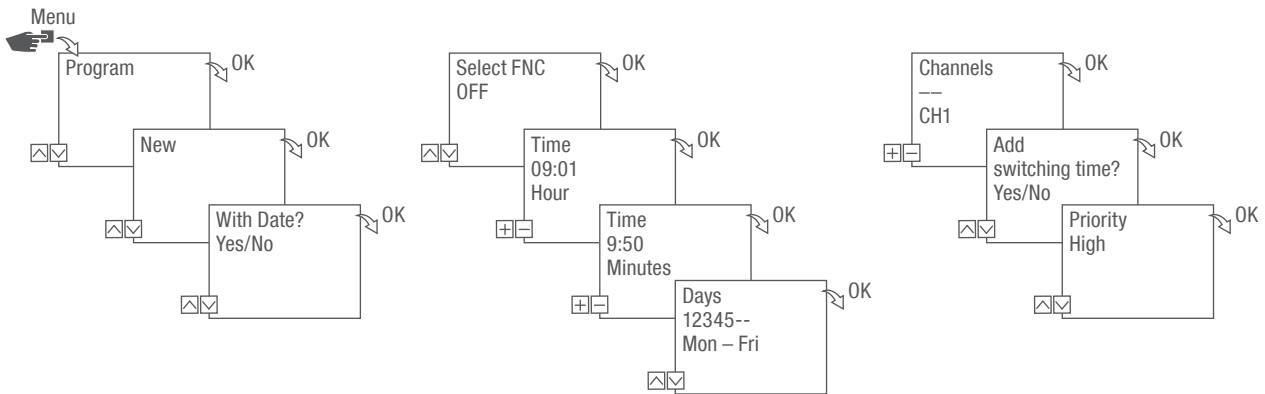 Menu
Program
OK
New
OK
With Date?
Yes/No
OK
Select FNC
OFF
OK
Time
09:01
Hour
OK
Time
9:50
Minutes
OK
Days
12345--
Mon – Fri
OK
Channels
––
CH1
OK
Add
switching time?
Yes/No
OK
Priority
High
OK